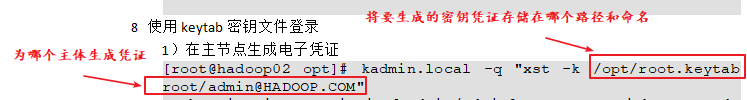 将要生成的密钥凭证存储在哪个路径和命名
8 使用 keytab 密钥文件登录
为哪个主体生成凭证
1）在主节点生成电子凭证
[root@hadoop02 opt]# kadmin.local -q "xst -k /opt/root.keytab
root/admin@HADOOP.COM"